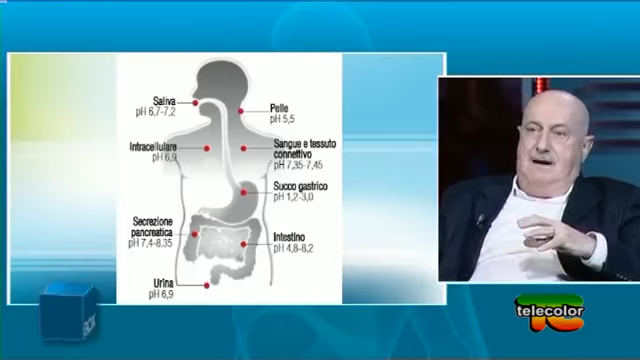 Saliva
pH 6,7-7,2
Pelle
pH 5,5
Intracellulare
pH 6,9
Sangue e tessuto
connettivo
pH 7,35-7,45
Succo gastrico
pH 1,2-3,0
Secrezione
pancreatica
pH 7,4-8,35
Intestino
pH 4,8-8,2
Urina
pH 6,9
BOX
telecolor